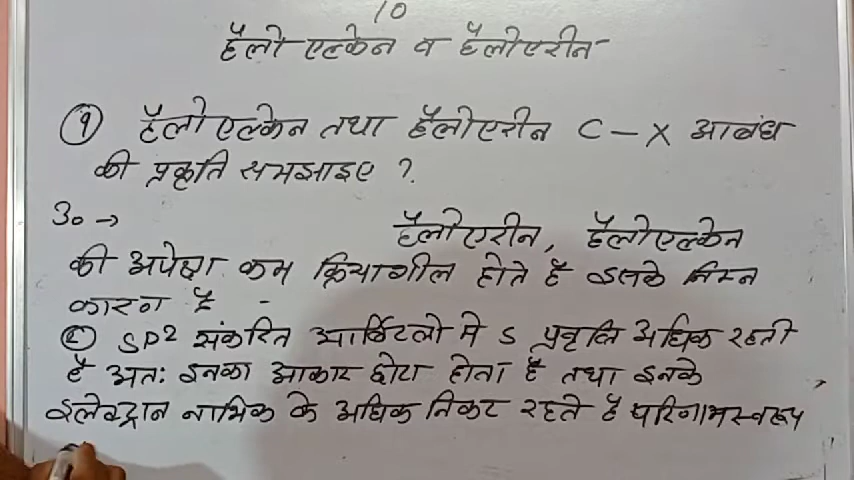 10
हैलो एल्केन व हैलोएरीन
१ हैलोएल्केन तथा हैलोएरीन C - X आबंध
की प्रकृति समझाइए ?
उ० → हैलोएरीन, हैलोएल्केन
की अपेक्षा कम क्रियाशील होते है इसके निम्न
कारण है -
SP2 संकरित आर्बिटलो मे S प्रवृत्ति अधिक रहती
है अतः इनका आकार छोटा होता है तथा इनके
इलेक्ट्रान नाभिक के अधिक निकट रहते है परिणामस्वरूप